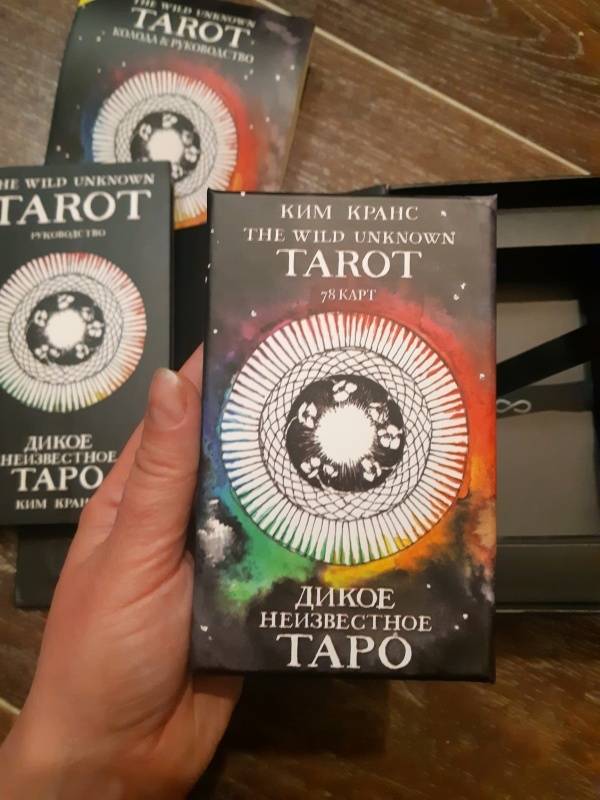 THE WILD UNKNOWN
TAROT
КОЛОДА & РУКОВОДСТВО
THE WILD UNKNOWN
TAROT
РУКОВОДСТВО
ДИКОЕ
НЕИЗВЕСТНОЕ
ТАРО
КИМ КРАНС
КИМ КРАНС
THE WILD UNKNOWN
TAROT
78 КАРТ
ДИКОЕ
НЕИЗВЕСТНОЕ
ТАРО